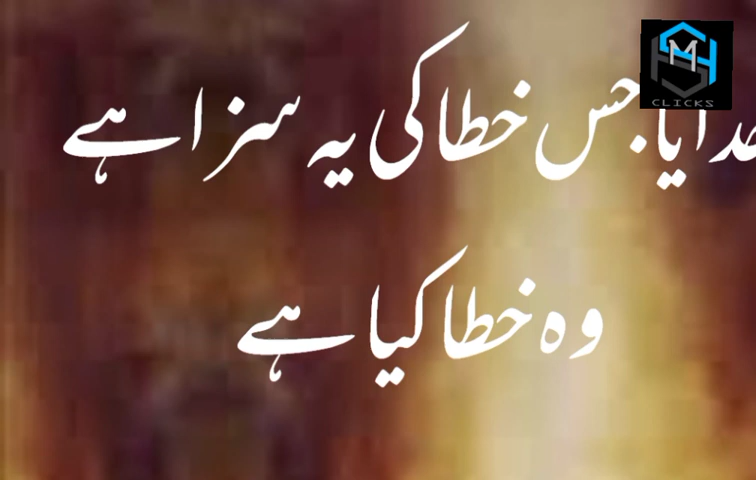 خدایا جس خطا کی یہ سزا ہے
وہ خطا کیا ہے
M
CLICKS